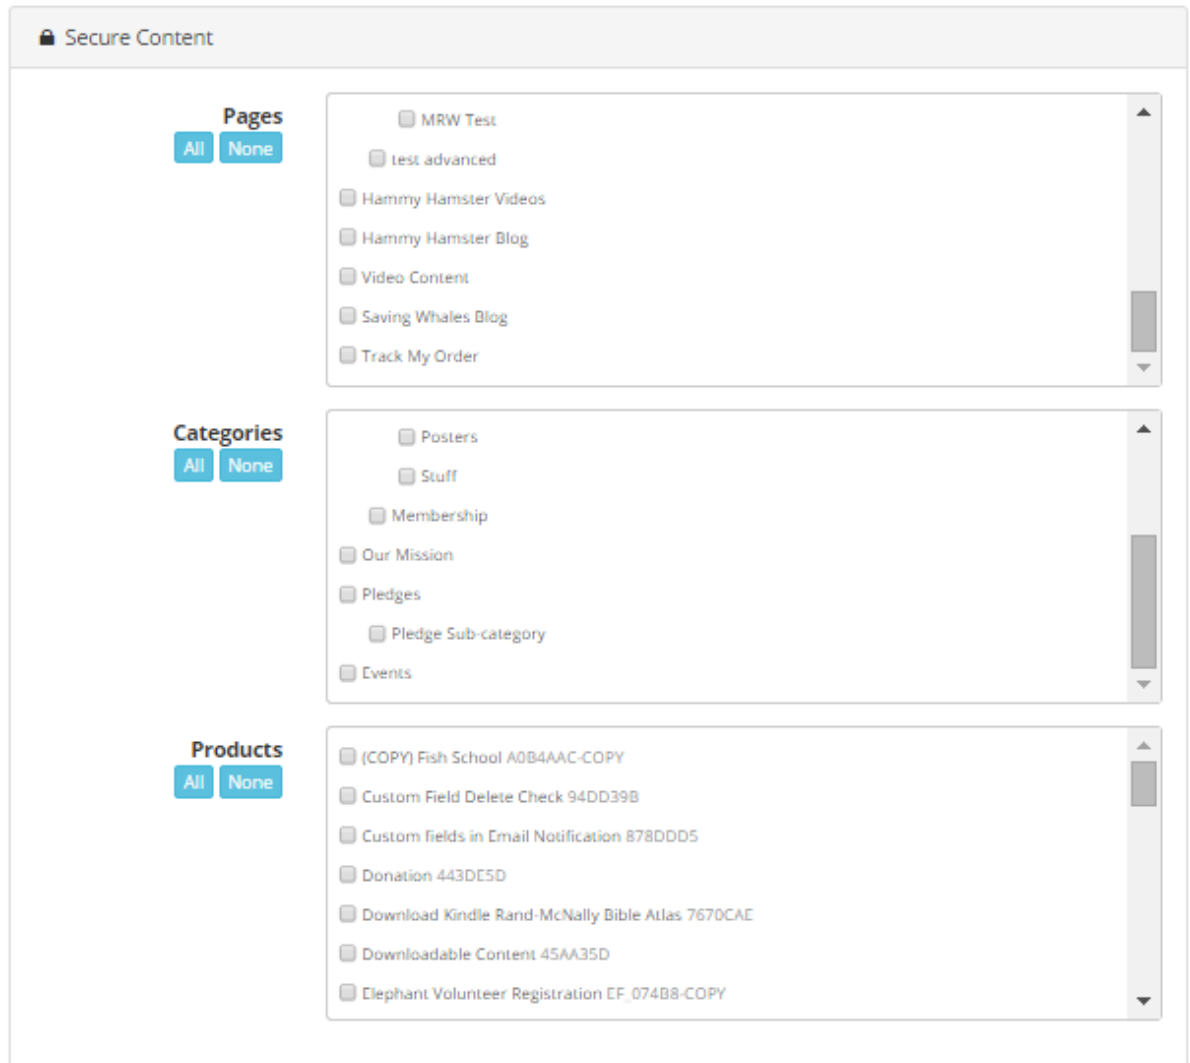 Secure Content
Pages
All None
MRW Test
test advanced
Hammy Hamster Videos
Hammy Hamster Blog
Video Content
Saving Whales Blog
Track My Order
Categories
All None
Posters
Stuff
Membership
Our Mission
Pledges
Pledge Sub-category
Events
Products
All None
(COPY) Fish School A0B4AAC-COPY
Custom Field Delete Check 94DD39B
Custom fields in Email Notification 878DDD5
Donation 443DE5D
Download Kindle Rand-McNally Bible Atlas 7670CAE
Downloadable Content 45AA35D
Elephant Volunteer Registration EF_074B8-COPY